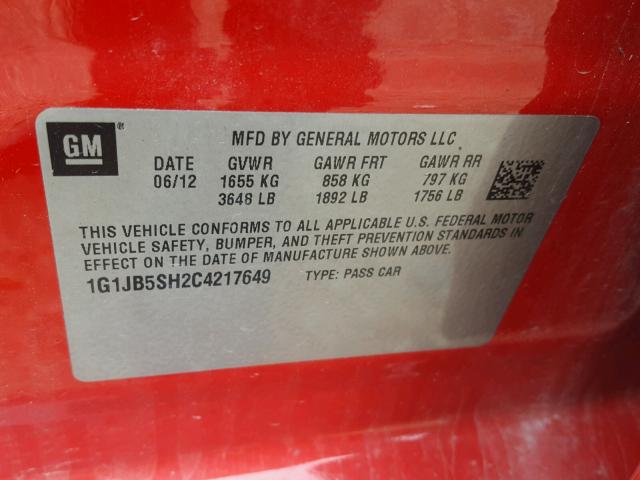 GM®
MFD BY GENERAL MOTORS LLC
DATE GVWR GAWR FRT GAWR RR
06/12 1655 KG 858 KG 797 KG
3648 LB 1892 LB 1756 LB
THIS VEHICLE CONFORMS TO ALL APPLICABLE U.S. FEDERAL MOTOR
VEHICLE SAFETY, BUMPER, AND THEFT PREVENTION STANDARDS IN
EFFECT ON THE DATE OF MANUFACTURE SHOWN ABOVE.
1G1JB5SH2C4217649 TYPE: PASS CAR